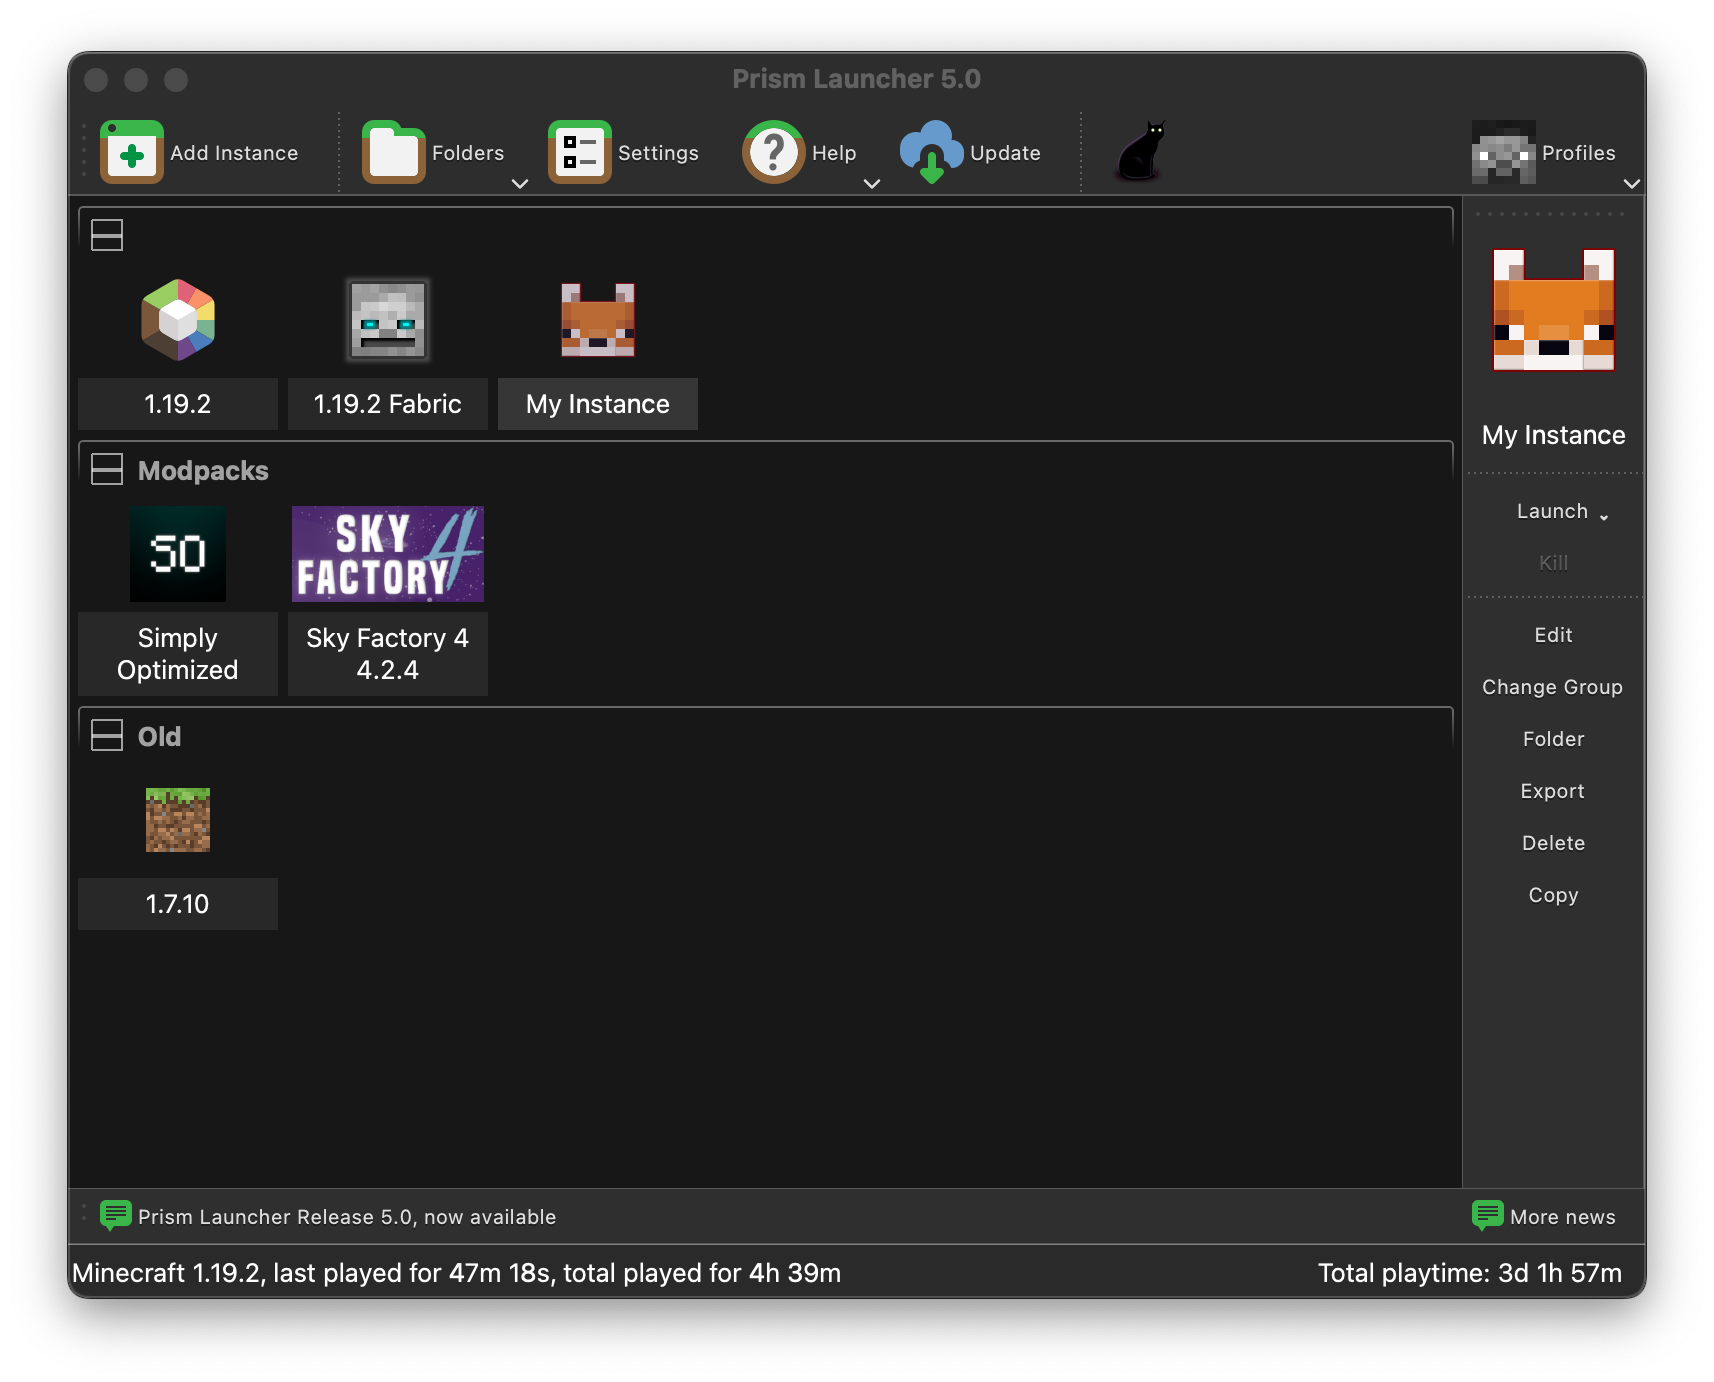 Prism Launcher 5.0
Add Instance
Folders
Settings
Help
Update
Profiles
1.19.2
1.19.2 Fabric
My Instance
Modpacks
SO
SKY
FACTORY 4
Simply
Optimized
Sky Factory 4
4.2.4
Old
1.7.10
My Instance
Launch
Kill
Edit
Change Group
Folder
Export
Delete
Copy
Prism Launcher Release 5.0, now available
More news
Minecraft 1.19.2, last played for 47m 18s, total played for 4h 39m
Total playtime: 3d 1h 57m